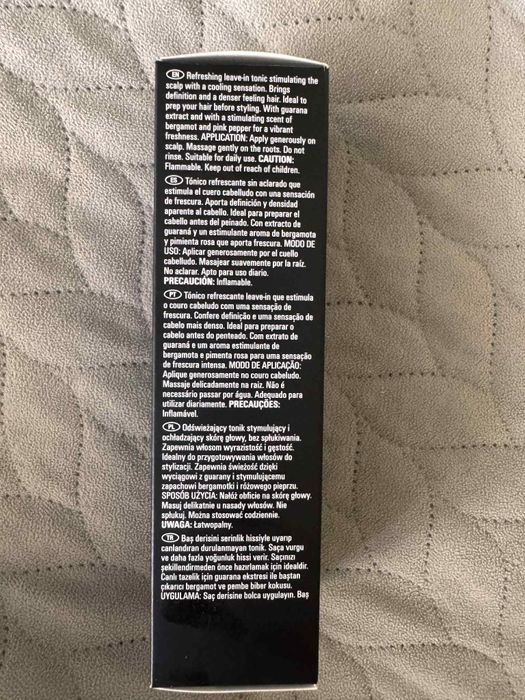 EN Refreshing leave-in tonic stimulating the
scalp with a cooling sensation. Brings
definition and a denser feeling hair. Ideal to
prep your hair before styling. With guarana
extract and with a stimulating scent of
bergamot and pink pepper for a vibrant
freshness. APPLICATION: Apply generously on
scalp. Massage gently on the roots. Do not
rinse. Suitable for daily use. CAUTION:
Flammable. Keep out of reach of children.
ES Tónico refrescante sin aclarado que
estimula el cuero cabelludo con una sensación
de frescura. Aporta definición y densidad
aparente al cabello. Ideal para preparar el
cabello antes del peinado. Con extracto de
guaraná y un estimulante aroma de bergamota
y pimienta rosa que aporta frescura. MODO DE
USO: Aplicar generosamente por el cuello
cabelludo. Masajear suavemente por la raíz.
No aclarar. Apto para uso diario.
PRECAUCIÓN: Inflamable.
PT Tónico refrescante leave-in que estimula
o couro cabeludo com uma sensação de
frescura. Confere definição e uma sensação de
cabelo mais denso. Ideal para preparar o
cabelo antes do penteado. Com extrato de
guaraná e um aroma estimulante de
bergamota e pimenta rosa para uma sensação
de frescura intensa. MODO DE APLICAÇÃO:
Aplique generosamente no couro cabeludo.
Massaje delicadamente na raiz. Não é
necessário passar por água. Adequado para
utilizar diariamente. PRECAUÇÕES:
Inflamável.
PL Odświeżający tonik stymulujący i
ochładzający skórę głowy, bez spłukiwania.
Zapewnia włosom wyrazistość i gęstość.
Idealny do przygotowywania włosów do
stylizacji. Zapewnia świeżość dzięki
wyciągowi z guarany i stymulującemu
zapachowi bergamotki i różowego pieprzu.
SPOSÓB UŻYCIA: Nałóż obficie na skórę głowy.
Masuj delikatnie u nasady włosów. Nie
spłukuj. Można stosować codziennie.
UWAGA: Łatwopalny.
TR Baş derisini serinlik hissiyle uyarıp
canlandıran durulanmayan tonik. Saça vurgu
ve daha fazla yoğunluk hissi verir. Saçınızı
şekillendirmeden önce hazırlamak için idealdir.
Canlı tazelik için guarana ekstresi ile baştan
çıkarıcı bergamot ve pembe biber kokusu.
UYGULAMA: Saç derisine bolca uygulayın. Baş